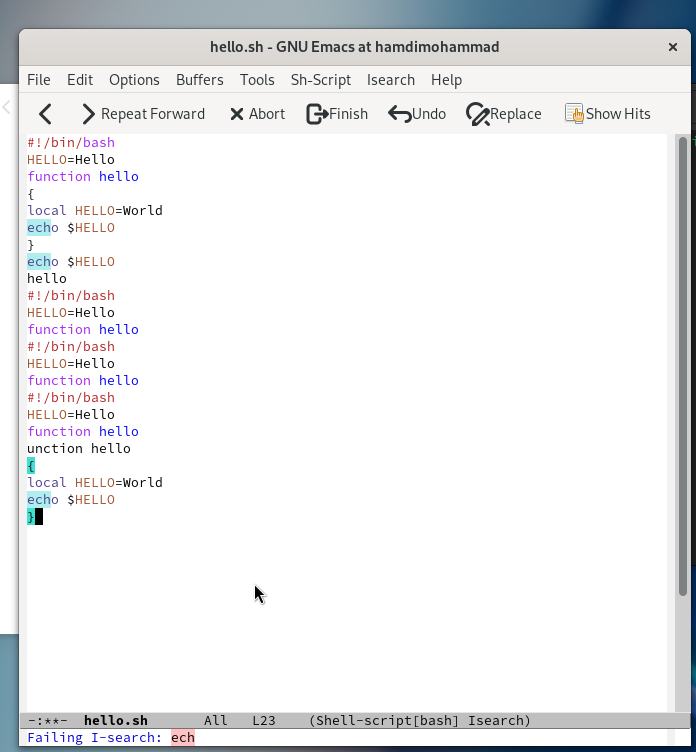 hello.sh - GNU Emacs at hamdimohammad
File Edit Options Buffers Tools Sh-Script Isearch Help
Repeat Forward Abort Finish Undo Replace Show Hits
#!/bin/bash
HELLO=Hello
function hello
{
local HELLO=World
echo $HELLO
}
echo $HELLO
hello
#!/bin/bash
HELLO=Hello
function hello
#!/bin/bash
HELLO=Hello
function hello
#!/bin/bash
HELLO=Hello
function hello
unction hello
{
local HELLO=World
echo $HELLO
}
-:**- hello.sh All L23 (Shell-script[bash] Isearch)
Failing I-search: ech